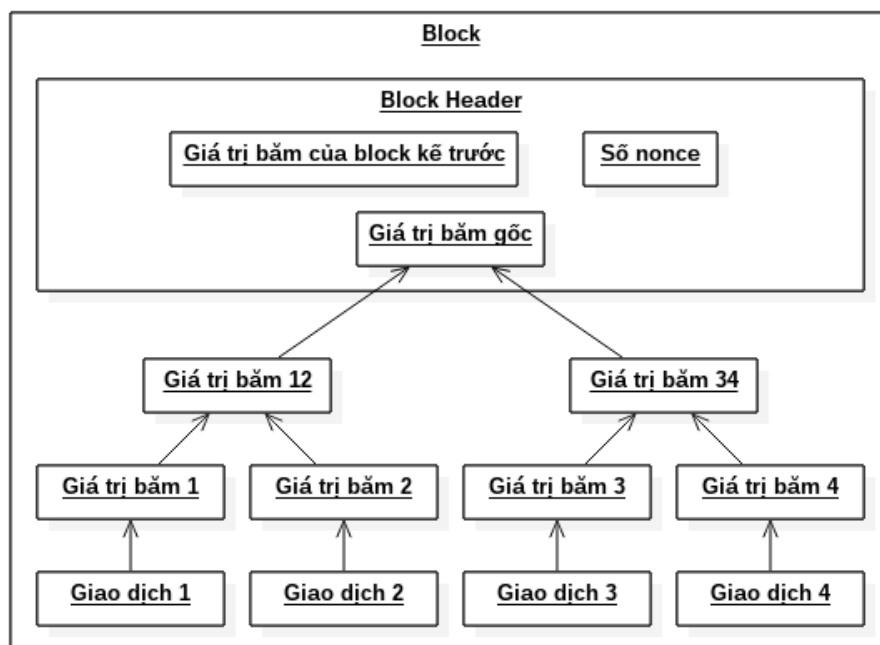 Block
Block Header
Giá trị băm của block kế trước
Số nonce
Giá trị băm gốc
Giá trị băm 12
Giá trị băm 34
Giá trị băm 1
Giá trị băm 2
Giá trị băm 3
Giá trị băm 4
Giao dịch 1
Giao dịch 2
Giao dịch 3
Giao dịch 4